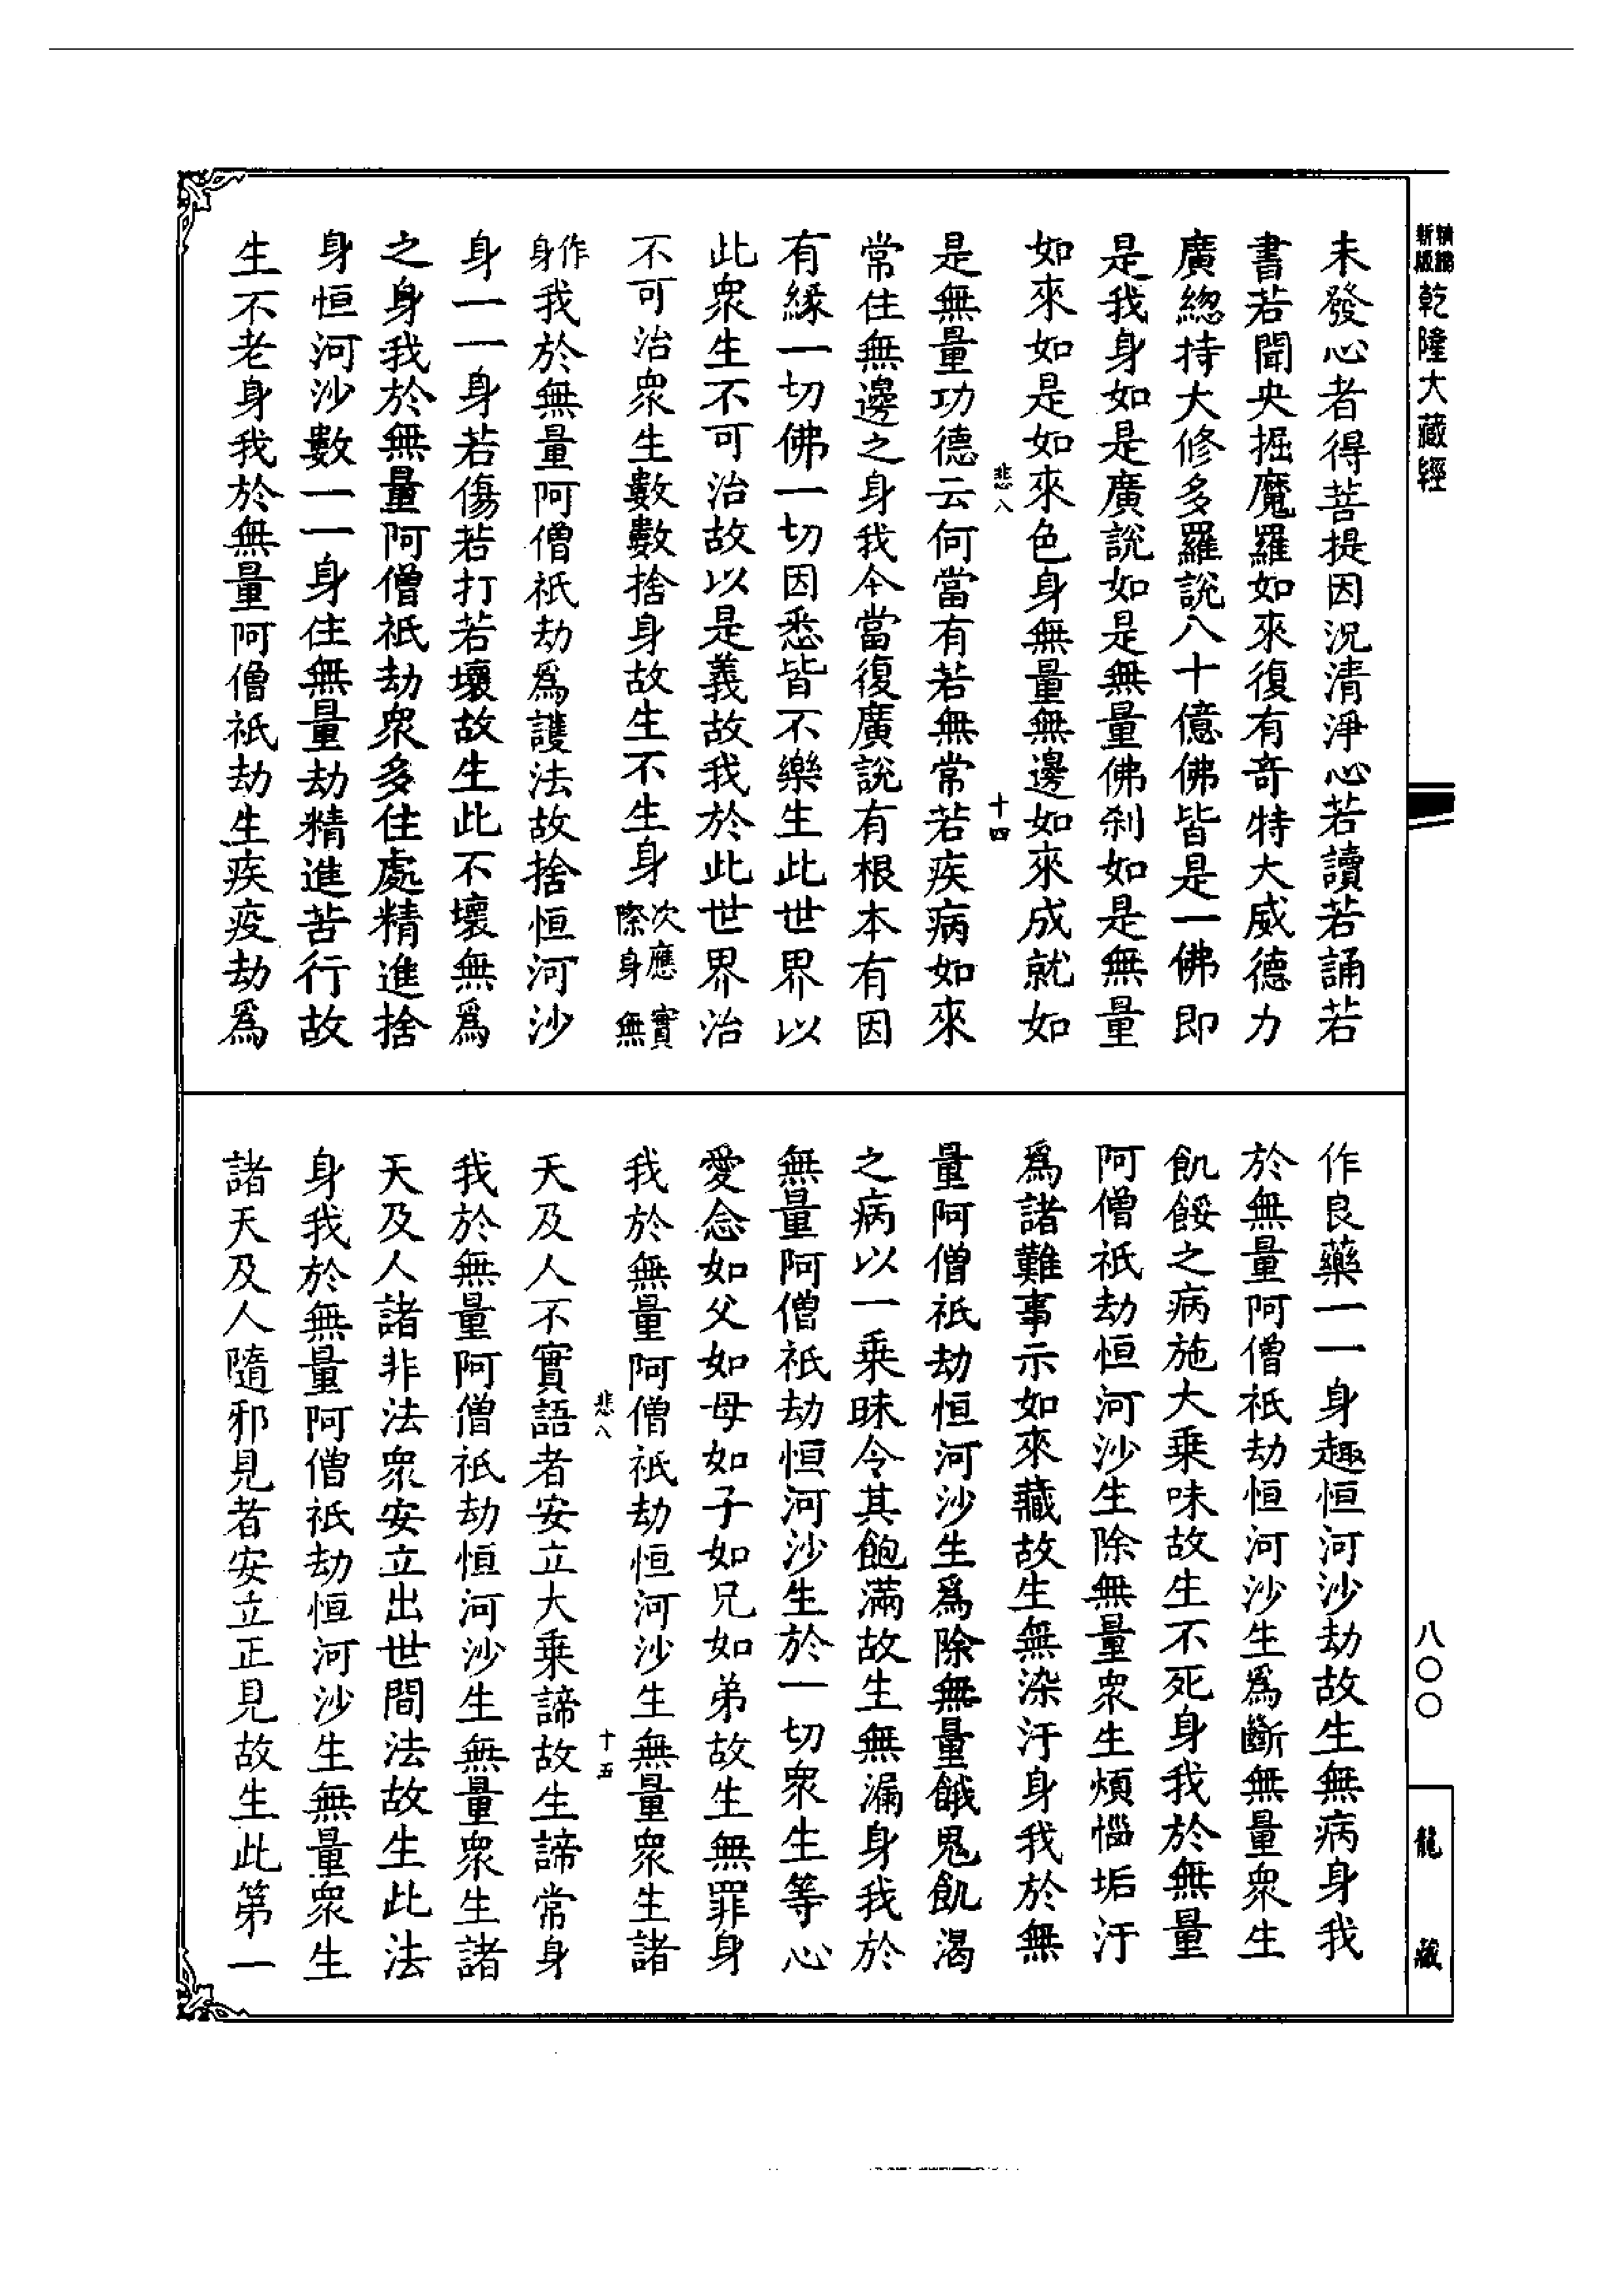 精鐫新版乾隆大藏經
未發心者得菩提因況清淨心若讀若誦若
書若聞央掘魔羅如來復有奇特大威德力
廣總持大修多羅說八十億佛皆是一佛即
是我身如是廣說如是無量佛剎如是無量
如來如是如來色身無量無邊如來成就如
悲八
十四
是無量功德云何當有若無常若疾病如來
常住無邊之身我今當復廣說有根本有因
有緣一切佛一切因悉皆不樂生此世界以
此眾生不可治故以是義故我於此世界治
不可治眾生數數捨身故生不生身次應實際身無
作身我於無量阿僧祇劫為護法故捨恒河沙
身一一身若傷若打若壞故生此不壞無為
之身我於無量阿僧祇劫眾多住處精進捨
身恒河沙數一一身住無量劫精進苦行故
生不老身我於無量阿僧祇劫生疾疫劫為
作良藥一一身趣恒河沙劫故生無病身我
於無量阿僧祇劫恒河沙生為斷無量眾生
飢餒之病施大乘味故生不死身我於無量
阿僧祇劫恒河沙生除無量眾生煩惱垢汙
為諸難事示如來藏故生無染汙身我於無
量阿僧祇劫恒河沙生為除無量餓鬼飢渴
之病以一乘味令其飽滿故生無漏身我於
無量阿僧祇劫恒河沙生於一切眾生等心
愛念如父如母如子如兄如弟故生無罪身
我於無量阿僧祇劫恒河沙生無量眾生諸
悲八
十五
天及人不實語者安立大乘諦故生諦常身
我於無量阿僧祇劫恒河沙生無量眾生諸
天及人諸非法眾安立出世間法故生此法
身我於無量阿僧祇劫恒河沙生無量眾生
諸天及人隨邪見者安立正見故生此第一
八〇〇
龍藏